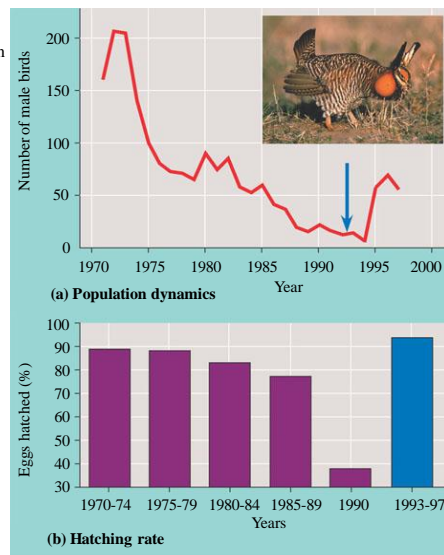 n
200
150
100
50
0
Number of male birds
1970 1975 1980 1985 1990 1995 2000
Year
(a) Population dynamics
100
90
80
70
60
50
40
30
Eggs hatched (%)
1970-74 1975-79 1980-84 1985-89 1990 1993-97
Years
(b) Hatching rate